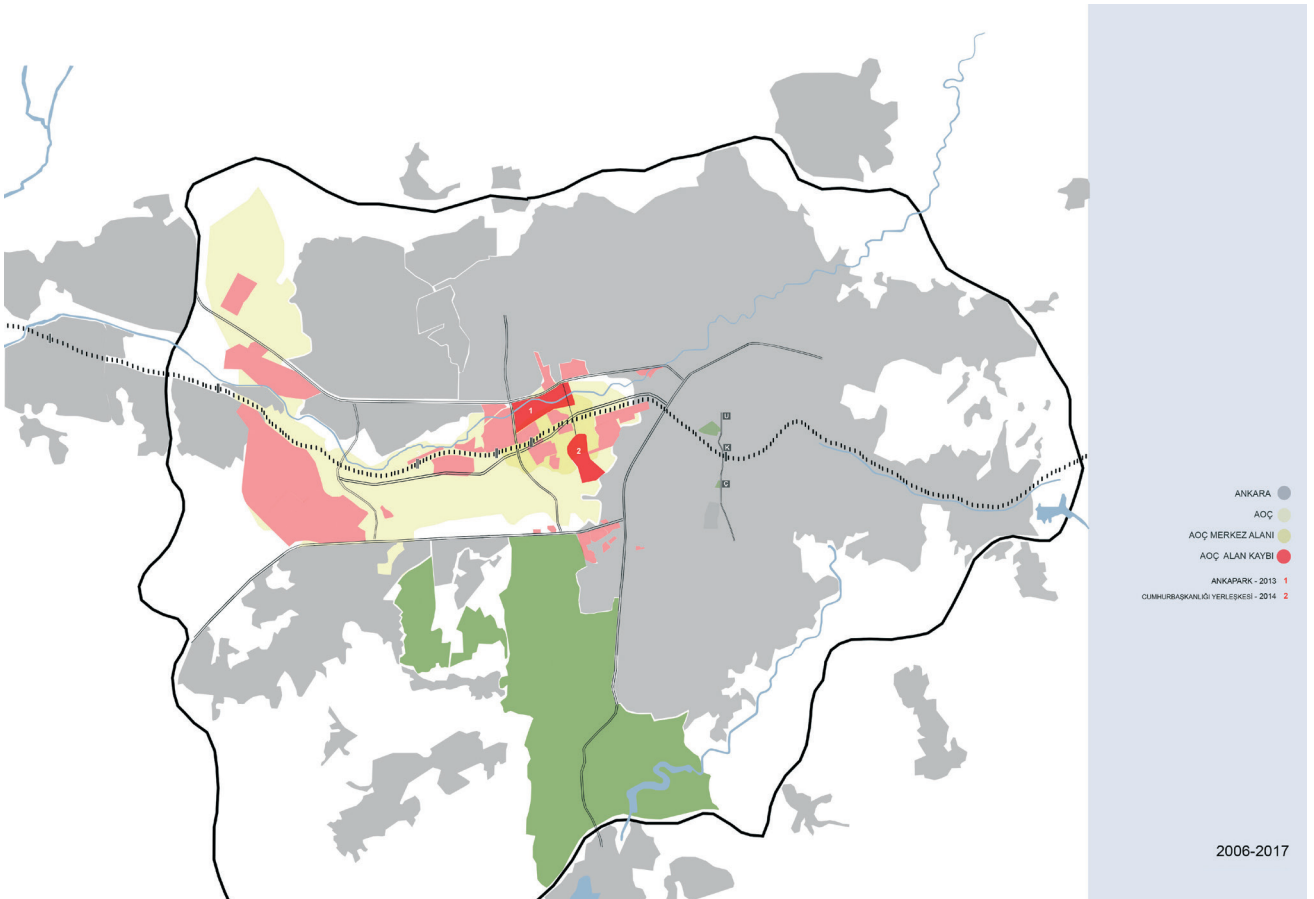 1
2
U
K
Ç
ANKARA
AOÇ
AOÇ MERKEZ ALANI
AOÇ ALAN KAYBI
ANKAPARK - 2013 1
CUMHURBAŞKANLIĞI YERLEŞKESİ - 2014 2
2006-2017